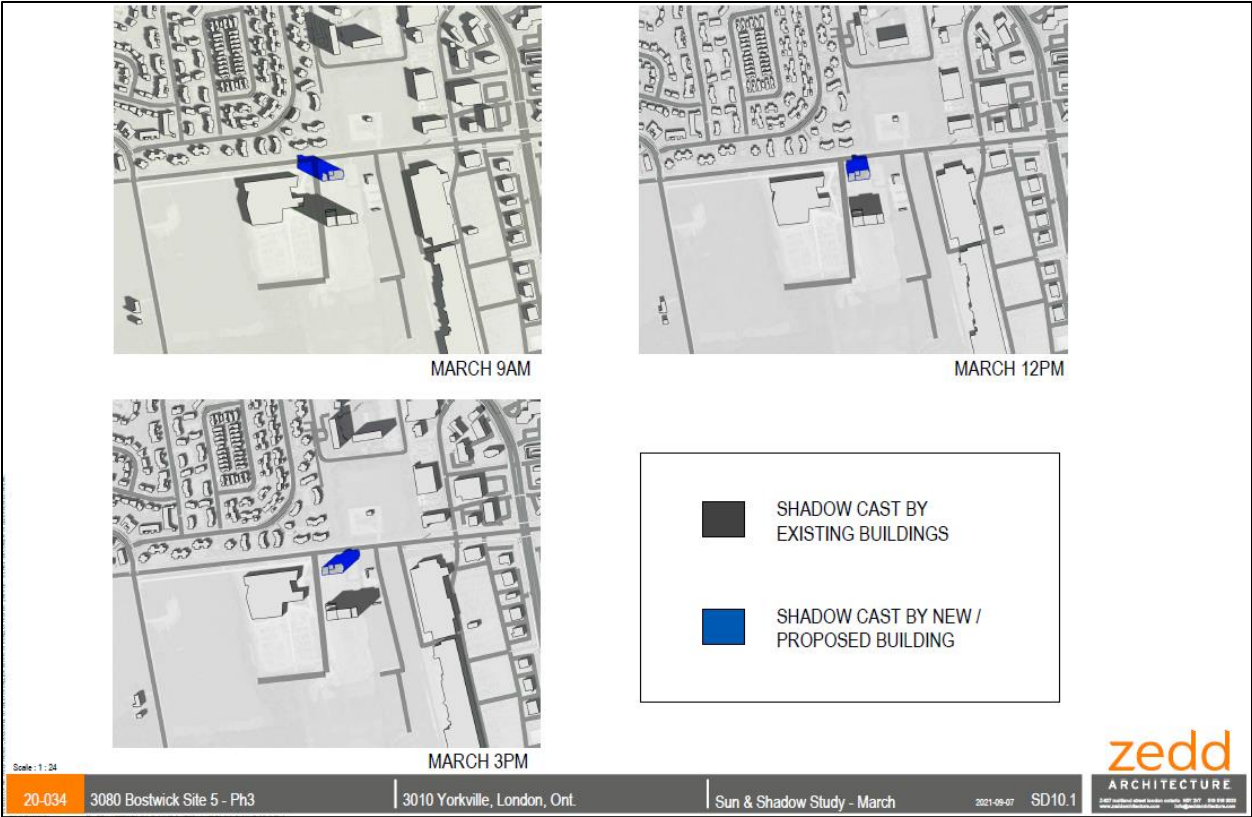 MARCH 9AM
MARCH 12PM
MARCH 3PM
SHADOW CAST BY
EXISTING BUILDINGS
SHADOW CAST BY NEW /
PROPOSED BUILDING
Scale : 1 : 24
20-034
3080 Bostwick Site 5 - Ph3
3010 Yorkville, London, Ont.
Sun & Shadow Study - March
2021-09-07
SD10.1
zedd
ARCHITECTURE